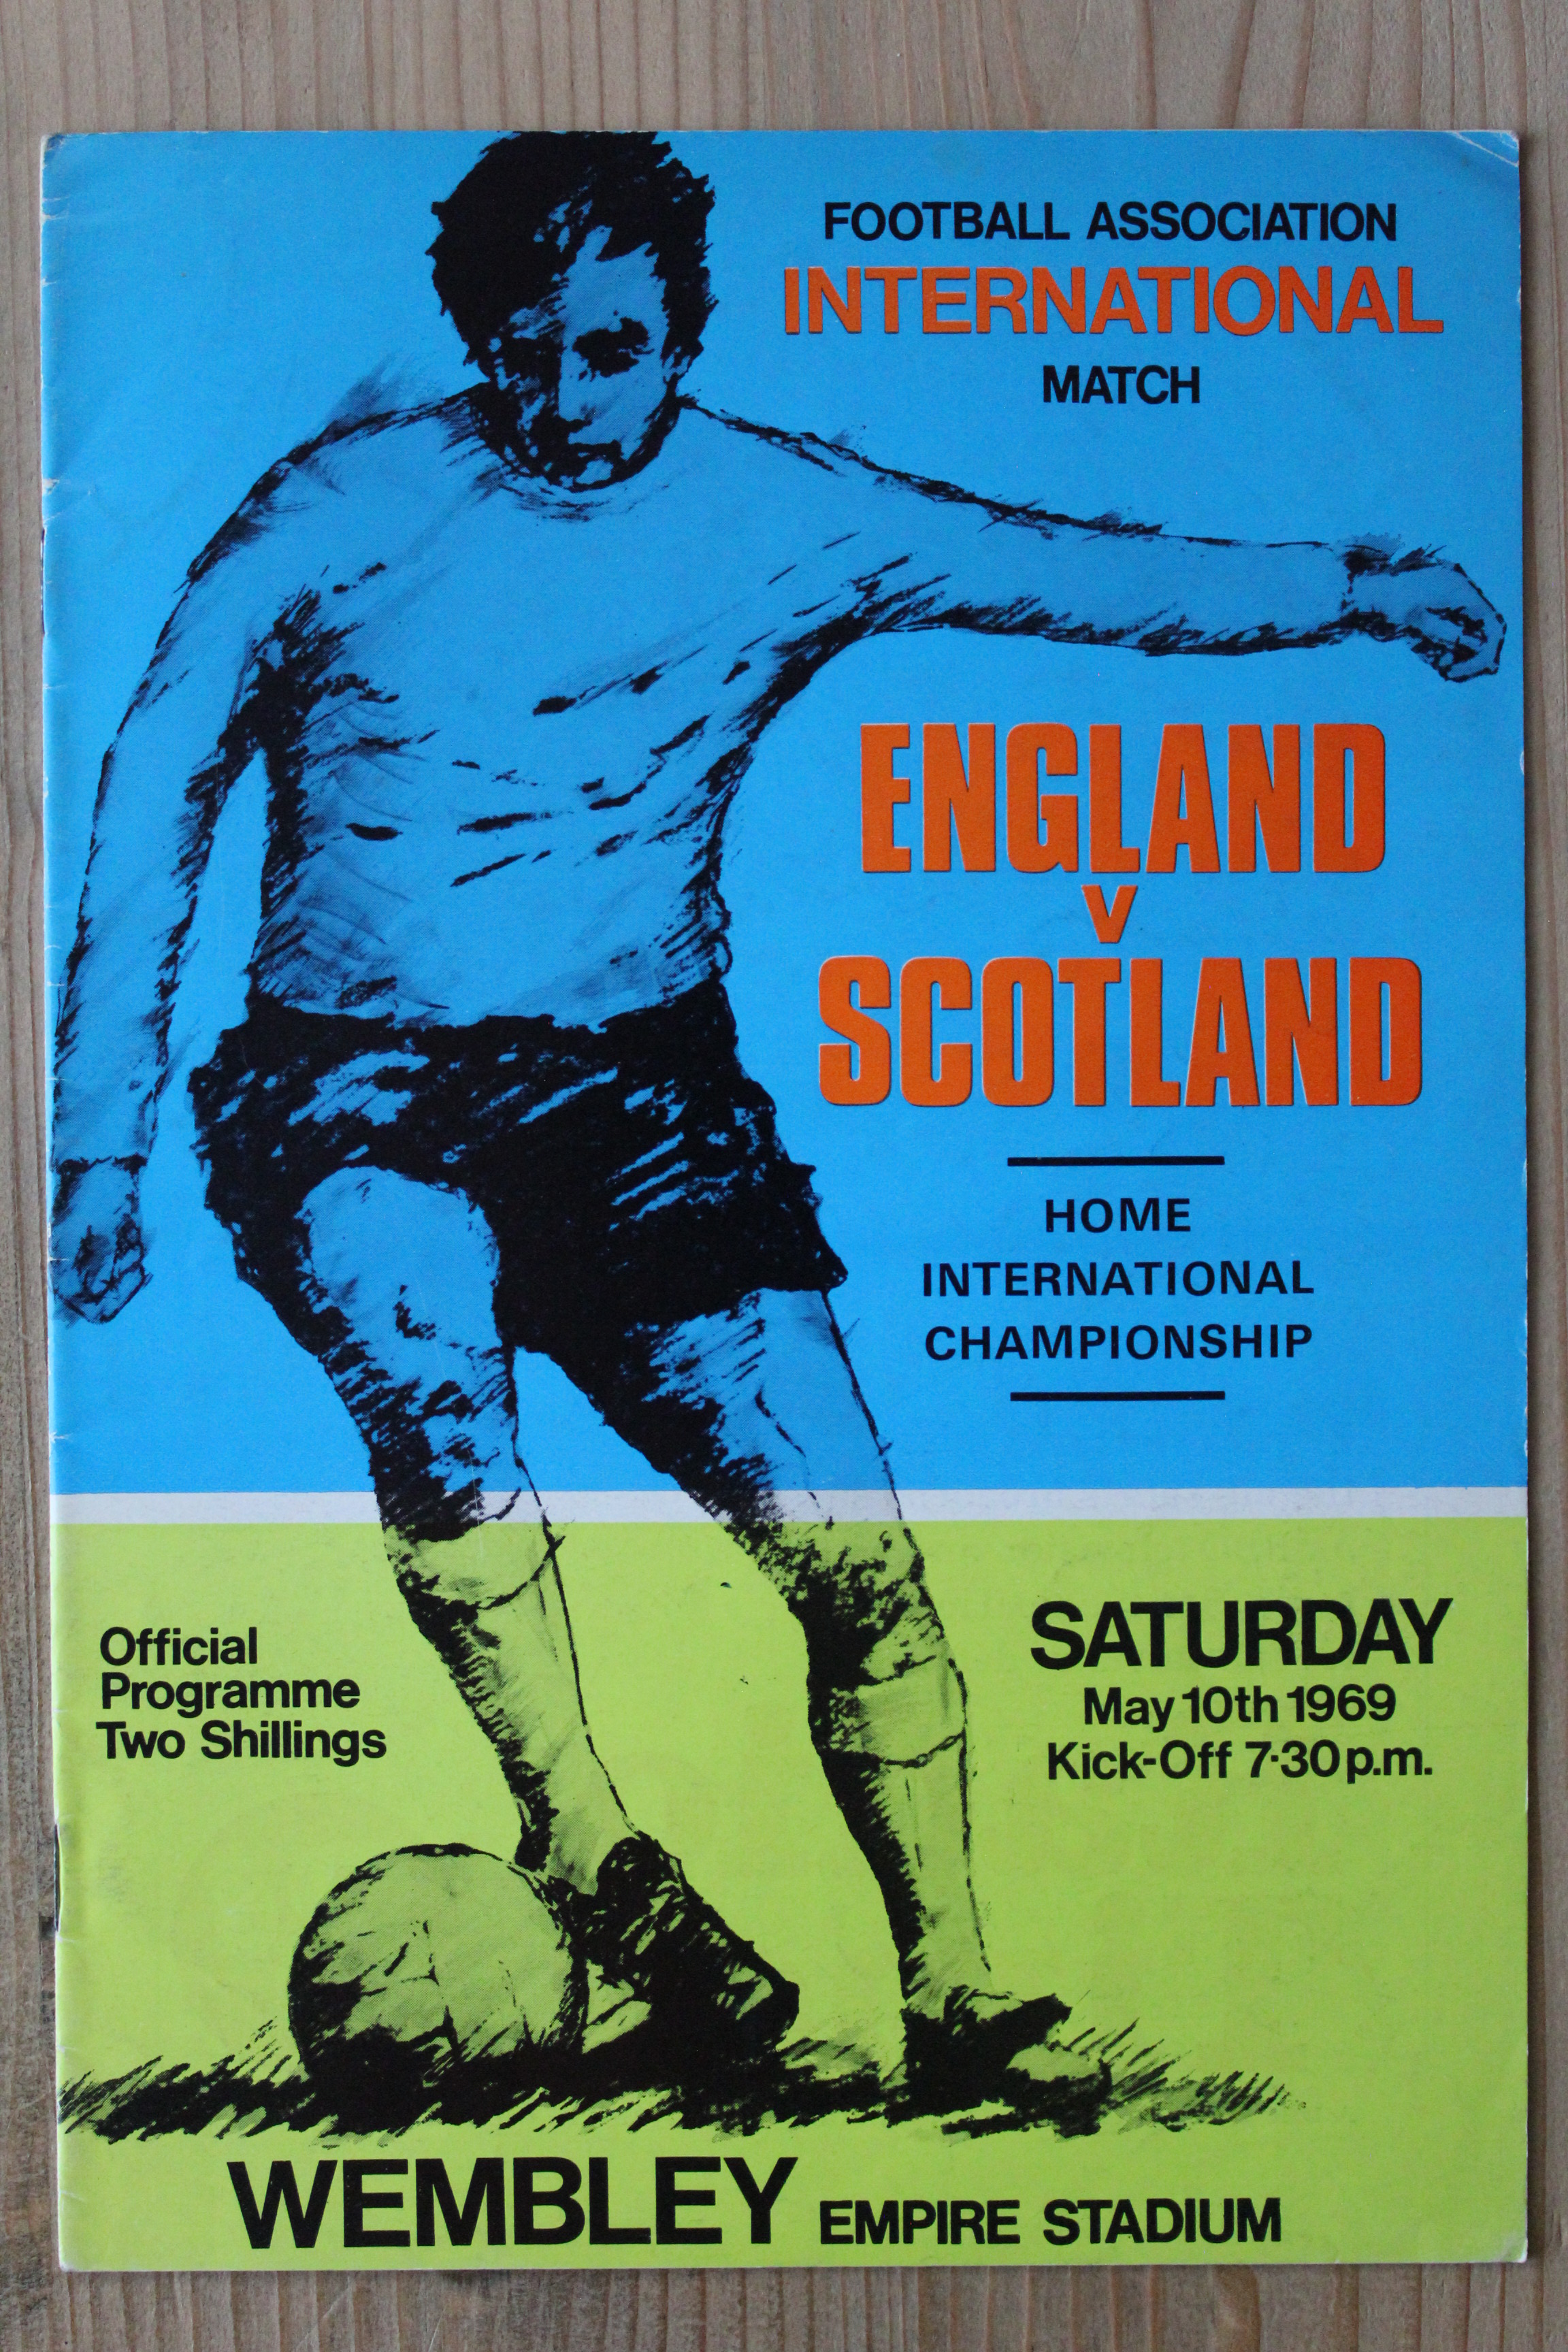 FOOTBALL ASSOCIATION
INTERNATIONAL
MATCH
ENGLAND
V
SCOTLAND
HOME
INTERNATIONAL
CHAMPIONSHIP
Official
Programme
Two Shillings
SATURDAY
May 10th 1969
Kick-Off 7·30 p.m.
WEMBLEY EMPIRE STADIUM